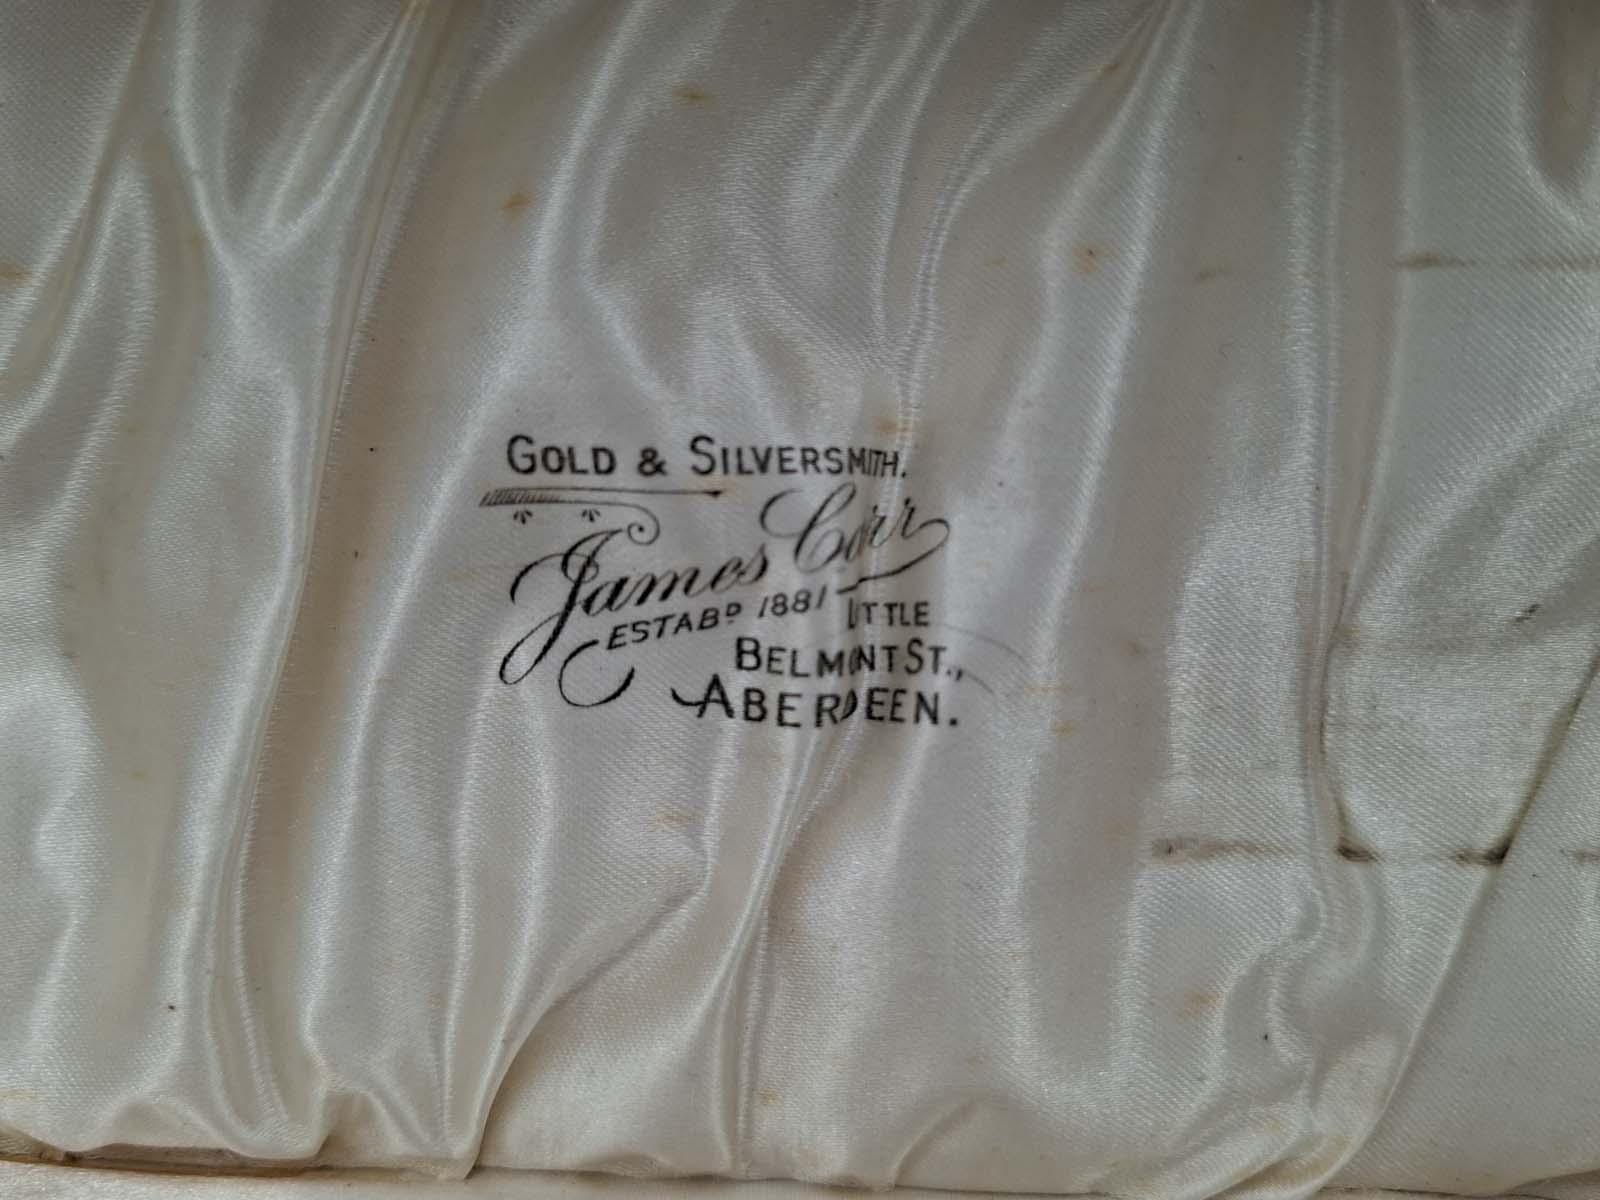 GOLD & SILVERSMITH.
James Corr
ESTABD 1881 LITTLE
BELMONT ST.,
ABERDEEN.